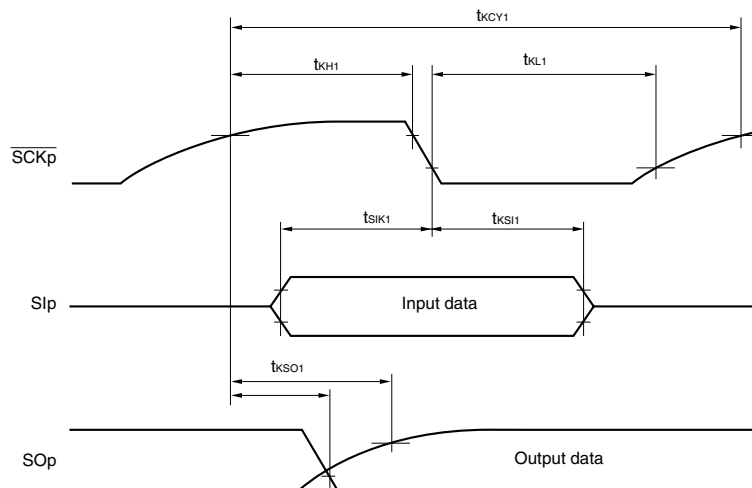 tKCY1
tKH1
tKL1
SCKp
tSIK1
tKSI1
SIp
Input data
tKSO1
SOp
Output data